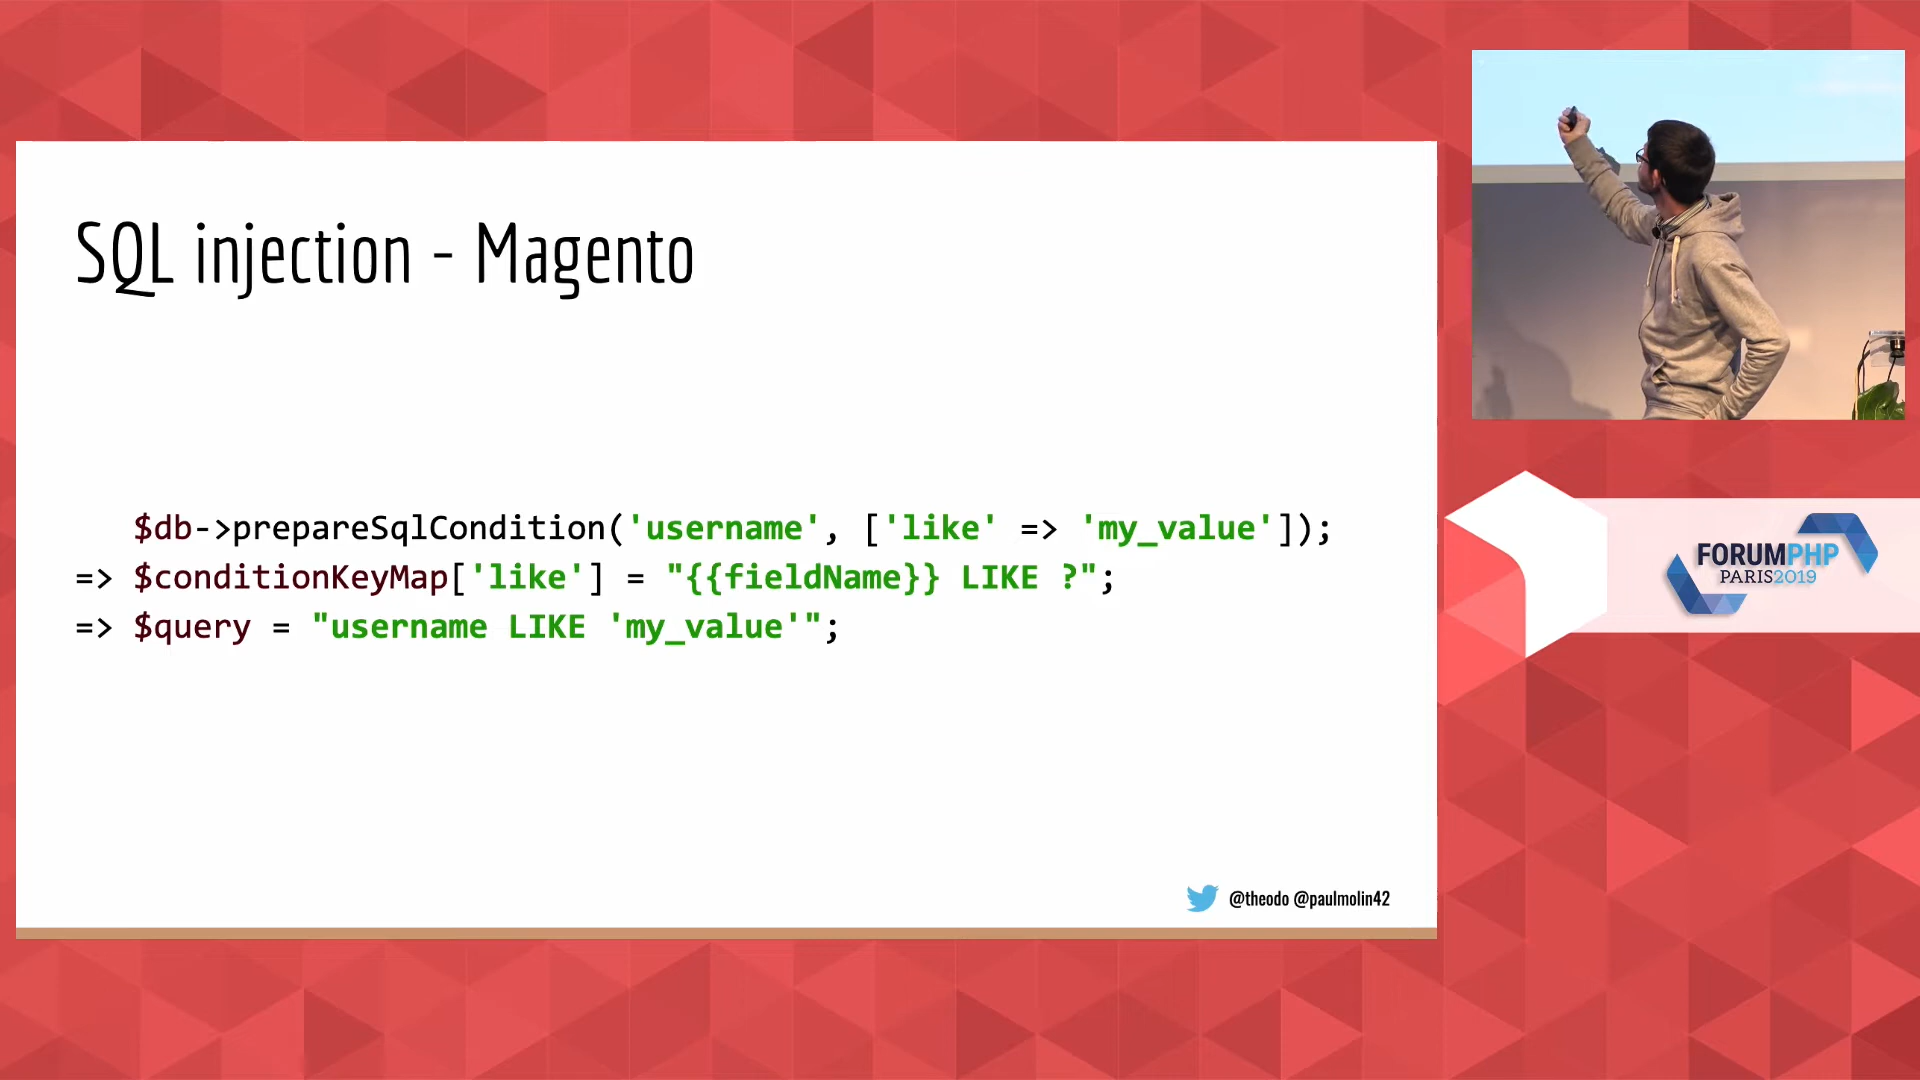 SQL injection - Magento
$db->prepareSqlCondition('username', ['like' => 'my_value']);
=> $conditionKeyMap['like'] = "{{fieldName}} LIKE ?";
=> $query = "username LIKE 'my_value'";
@theodo @paulmolin42
FORUMPHP
PARIS2019